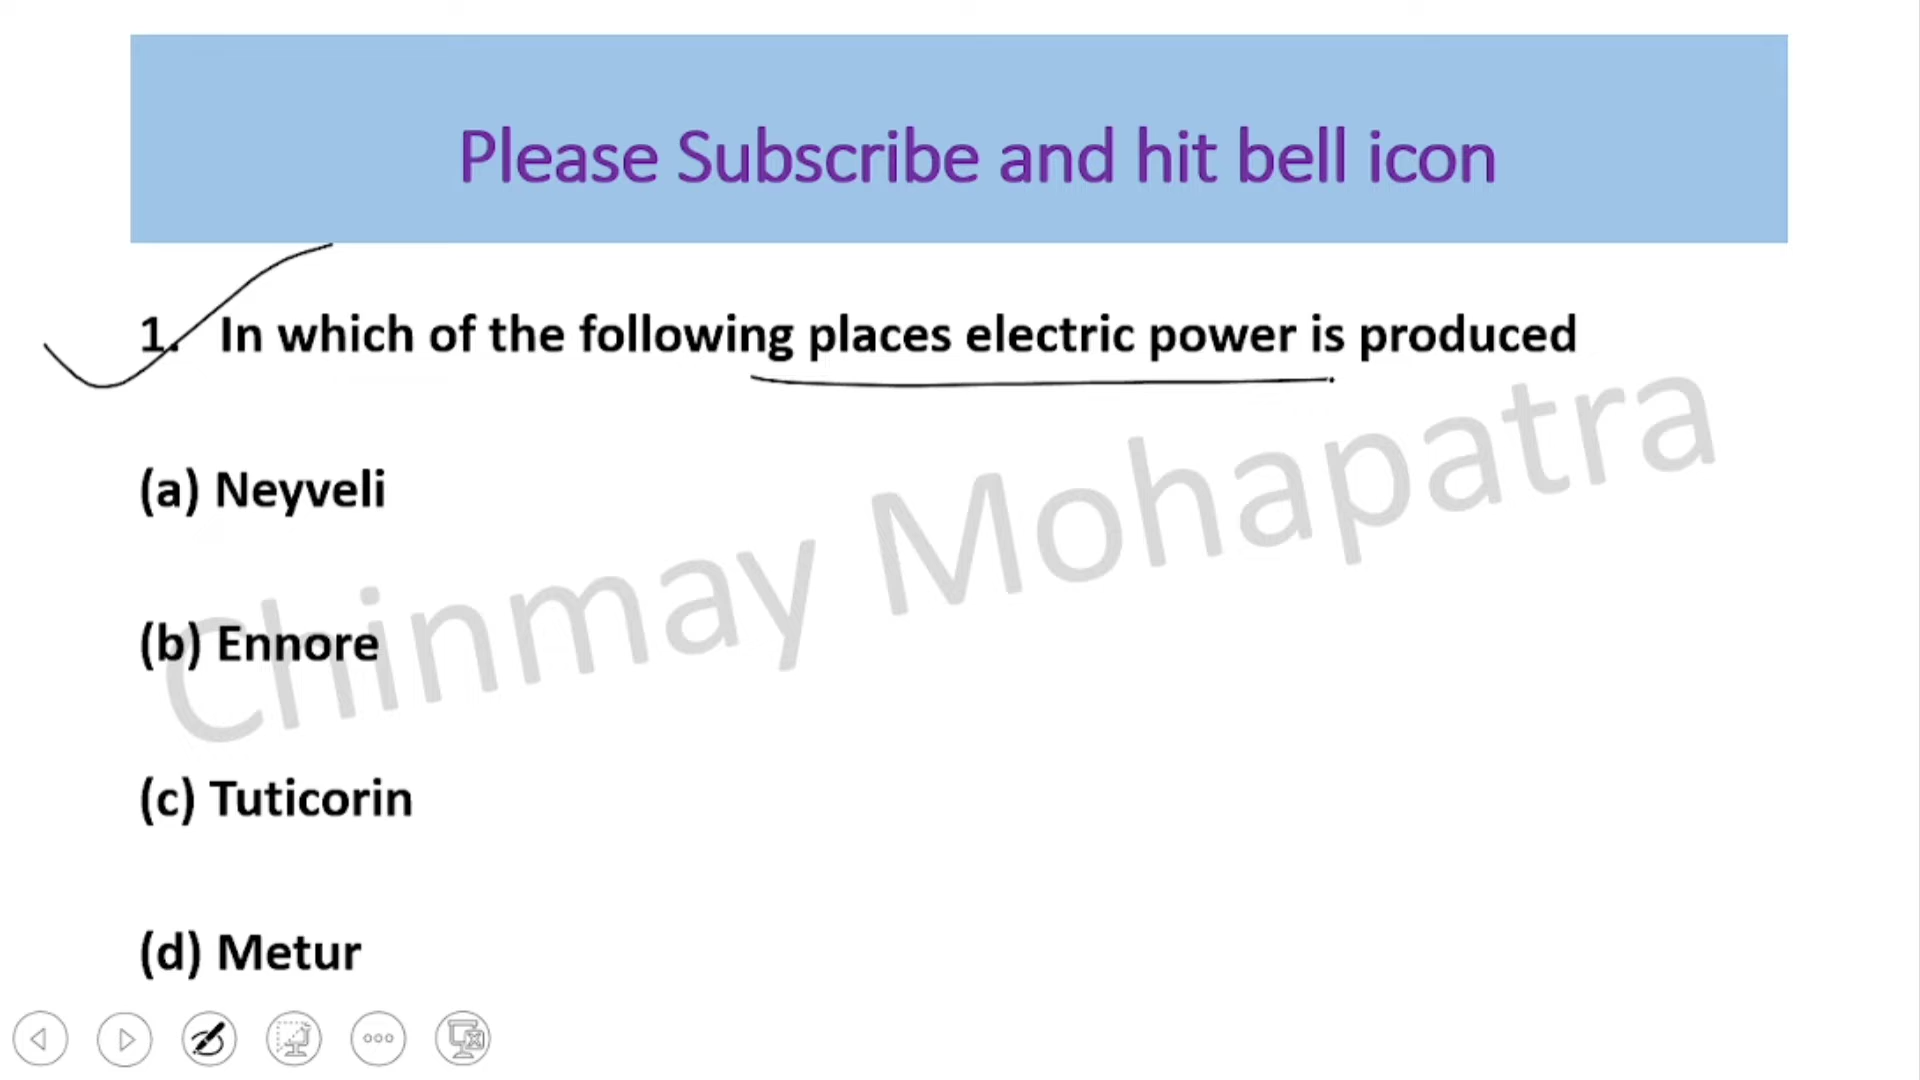 Please Subscribe and hit bell icon
1. In which of the following places electric power is produced
(a) Neyveli
(b) Ennore
(c) Tuticorin
(d) Metur
Chinmay Mohapatra